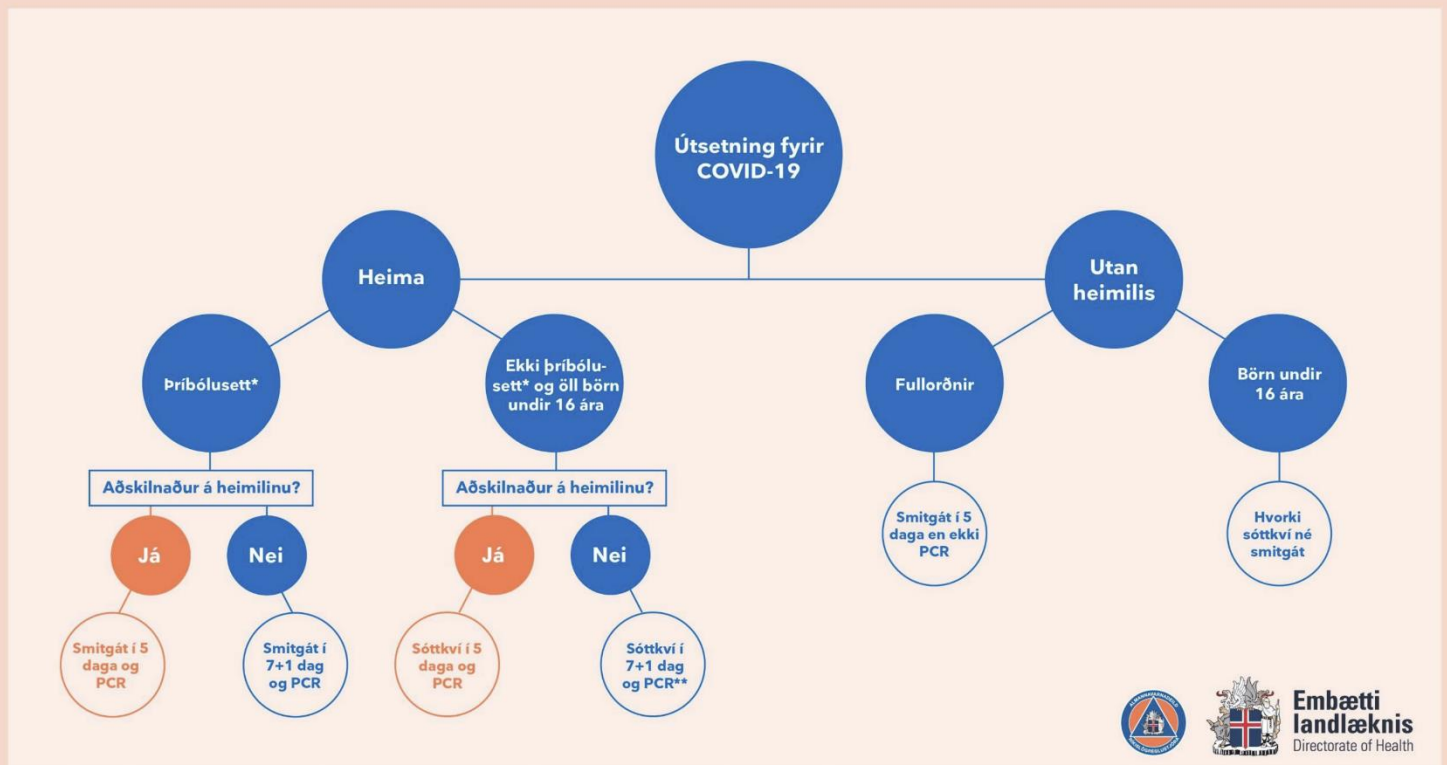 Útsetning fyrir
COVID-19
Heima
Utan
heimilis
Þríbólusett*
Ekki þríbólu-
sett* og öll börn
undir 16 ára
Fullorðnir
Börn undir
16 ára
Aðskilnaður á heimilinu?
Aðskilnaður á heimilinu?
Já
Nei
Já
Nei
Smitgát í 5
daga en ekki
PCR
Hvorki
sóttkví né
smitgát
Smitgát í 5
daga og
PCR
Smitgát í
7+1 dag
og PCR
Sóttkví í 5
daga og
PCR
Sóttkví í
7+1 dag
og PCR**
Embætti
landlæknis
Directorate of Health